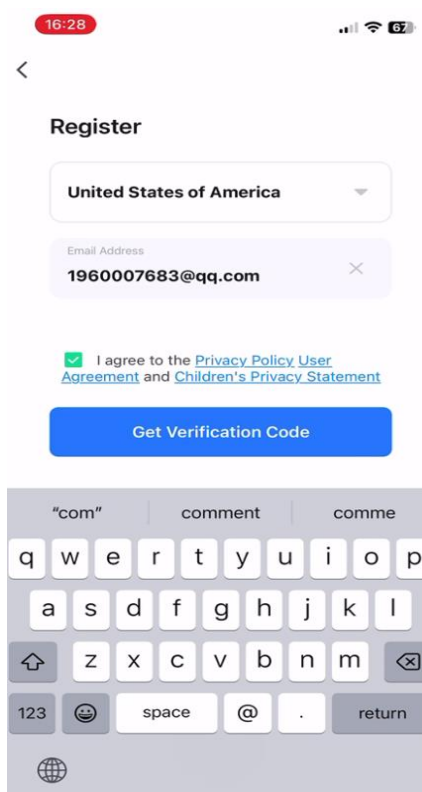 16:28
67
Register
United States of America
Email Address
1960007683@qq.com
I agree to the Privacy Policy User
Agreement and Children's Privacy Statement
Get Verification Code
“com” comment comme
q w e r t y u i o p
a s d f g h j k l
z x c v b n m
123 space @ . return